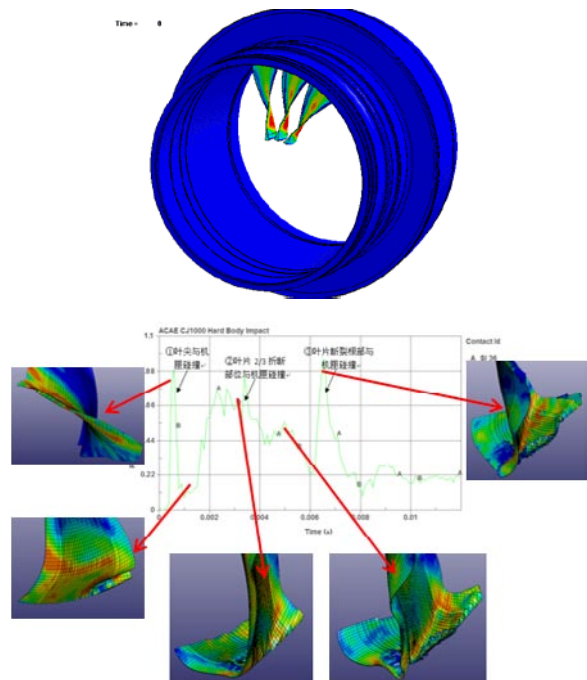 Time = 0
ACAE CJ1000 Hard Body Impact
1.1
Contact Id
①叶尖与机
匣碰撞
②叶片 2/3 折断
部位与机匣碰撞
③叶片断裂根部与
机匣碰撞
0.88
0.66
0.44
0.22
0
A
B
A
A
A
B
A
B
A
0
0.002
0.004
0.006
0.008
0.01
Time (s)